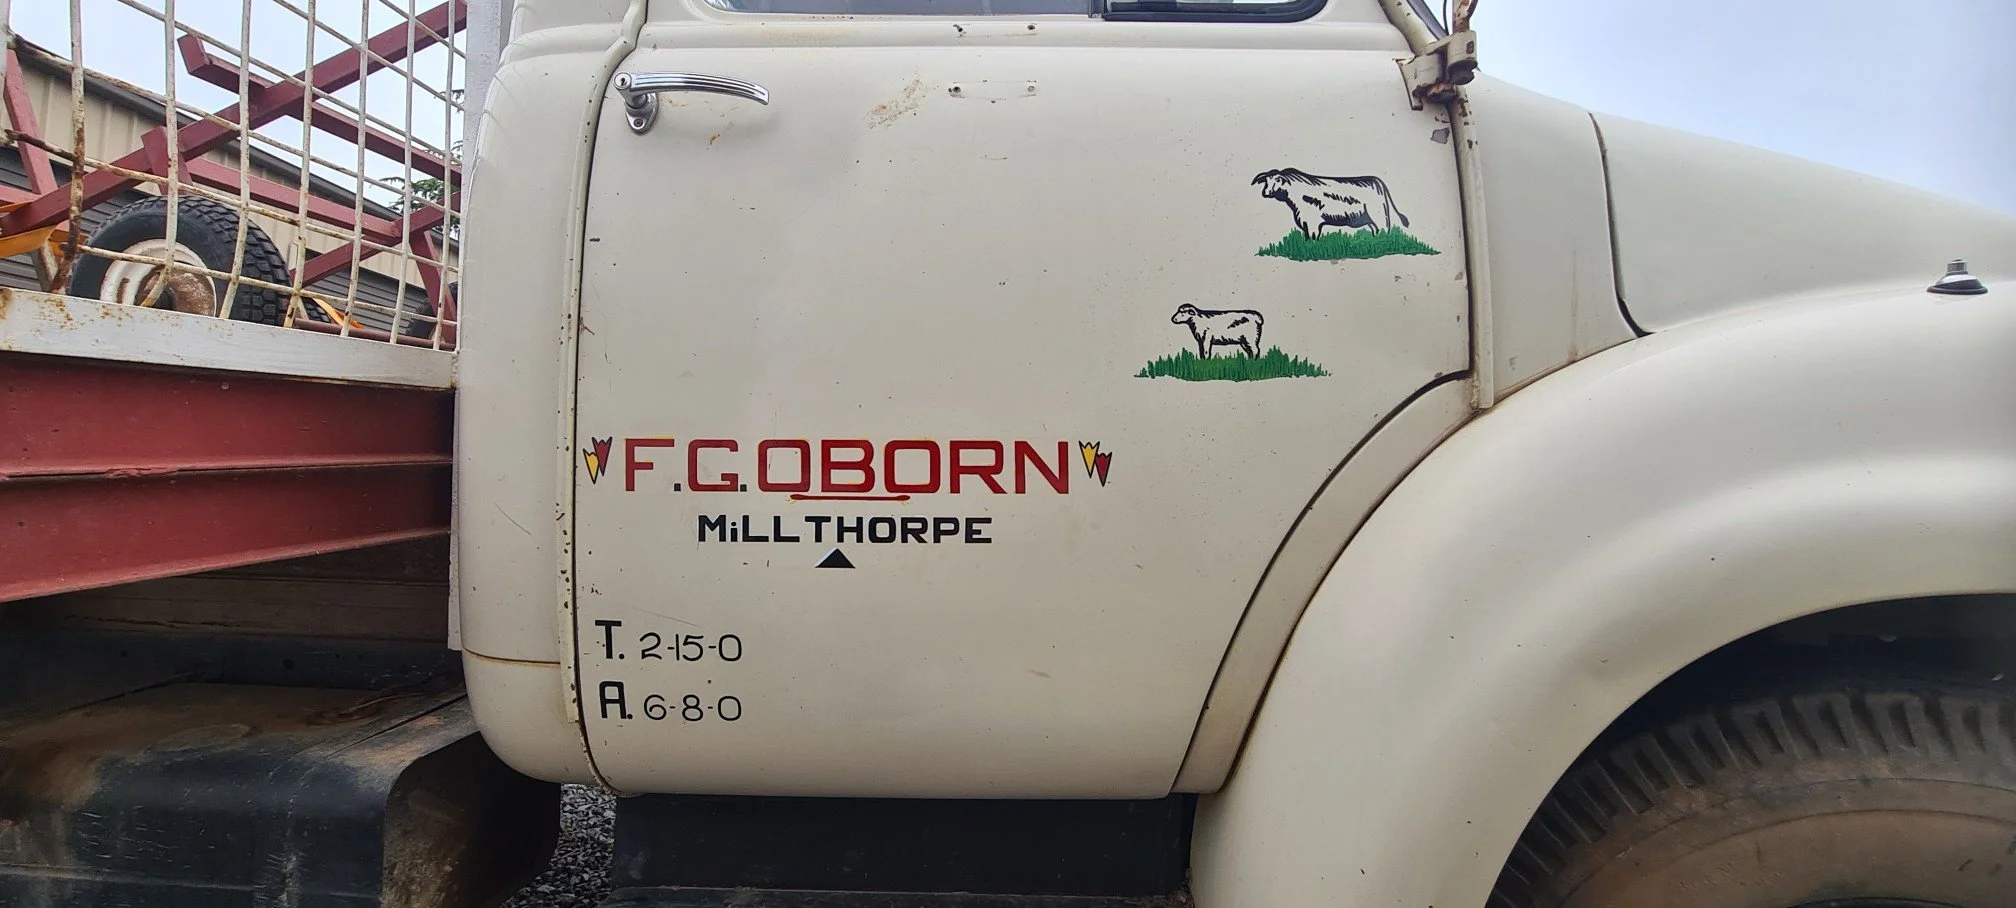 F.G.OBORN
MiLLTHORPE
T. 2-15-0
A. 6-8-0